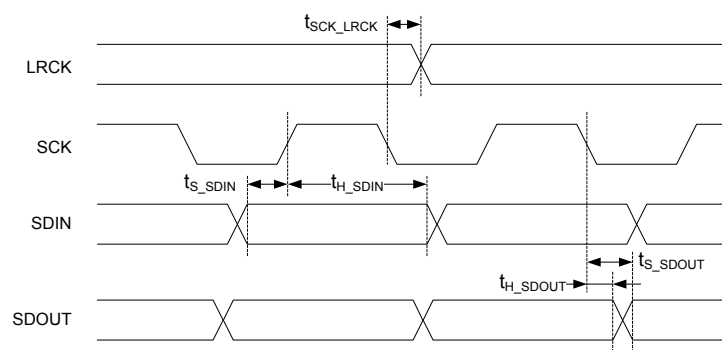 tSCK_LRCK
LRCK
SCK
tS_SDIN
tH_SDIN
SDIN
tS_SDOUT
tH_SDOUT
SDOUT